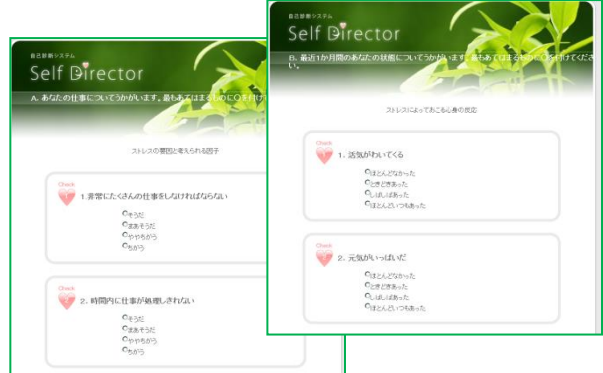 自己診断システム
Self Director
A. あなたの仕事についてうかがいます。最もあてはまるものに○を付け
ストレスの要因と考えられる因子
Check
1.非常にたくさんの仕事をしなければならない
そうだ
まあそうだ
ややちがう
ちがう
Check
2. 時間内に仕事が処理しきれない
そうだ
まあそうだ
ややちがう
ちがう
自己診断システム
Self Director
B. 最近1か月間のあなたの状態についてうかがいます。最もあてはまるものに○を付けてくださ
い。
ストレスによっておこる心身の反応
Check
1. 活気がわいてくる
ほとんどなかった
ときどきあった
しばしばあった
ほとんどいつもあった
Check
2. 元気がいっぱいだ
ほとんどなかった
ときどきあった
しばしばあった
ほとんどいつもあった